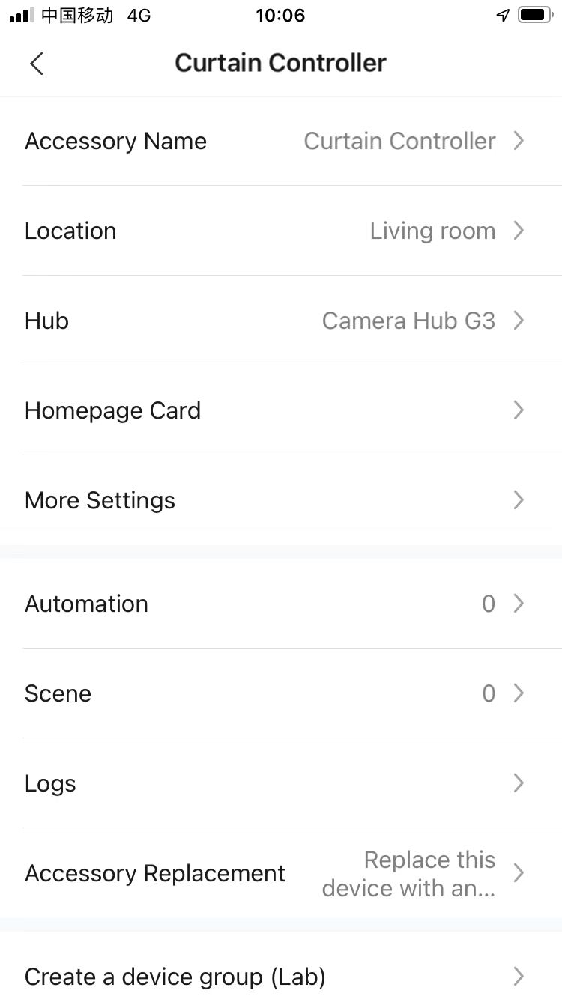 中国移动 4G 10:06
Curtain Controller
Accessory Name Curtain Controller
Location Living room
Hub Camera Hub G3
Homepage Card
More Settings
Automation 0
Scene 0
Logs
Accessory Replacement Replace this
device with an...
Create a device group (Lab)